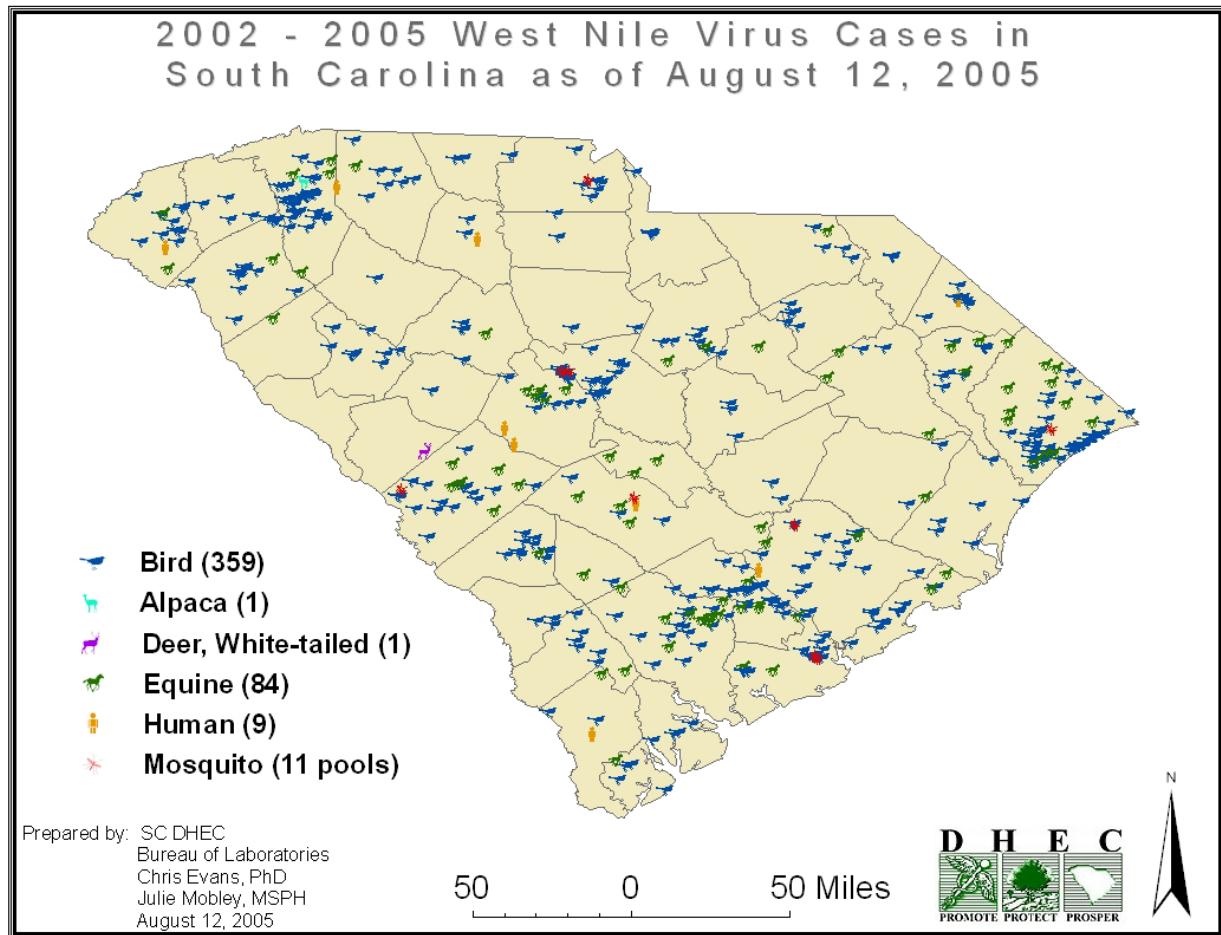 2002 - 2005 West Nile Virus Cases in
South Carolina as of August 12, 2005
Bird (359)
Alpaca (1)
Deer, White-tailed (1)
Equine (84)
Human (9)
Mosquito (11 pools)
Prepared by: SC DHEC
Bureau of Laboratories
Chris Evans, PhD
Julie Mobley, MSPH
August 12, 2005
50 0 50 Miles
D H E C
PROMOTE PROTECT PROSPER
N